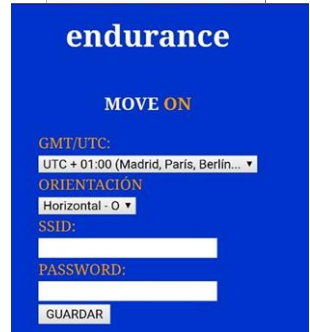 endurance
MOVE ON
GMT/UTC:
UTC + 01:00 (Madrid, París, Berlín... ▼
ORIENTACIÓN
Horizontal - O ▼
SSID:
PASSWORD:
GUARDAR